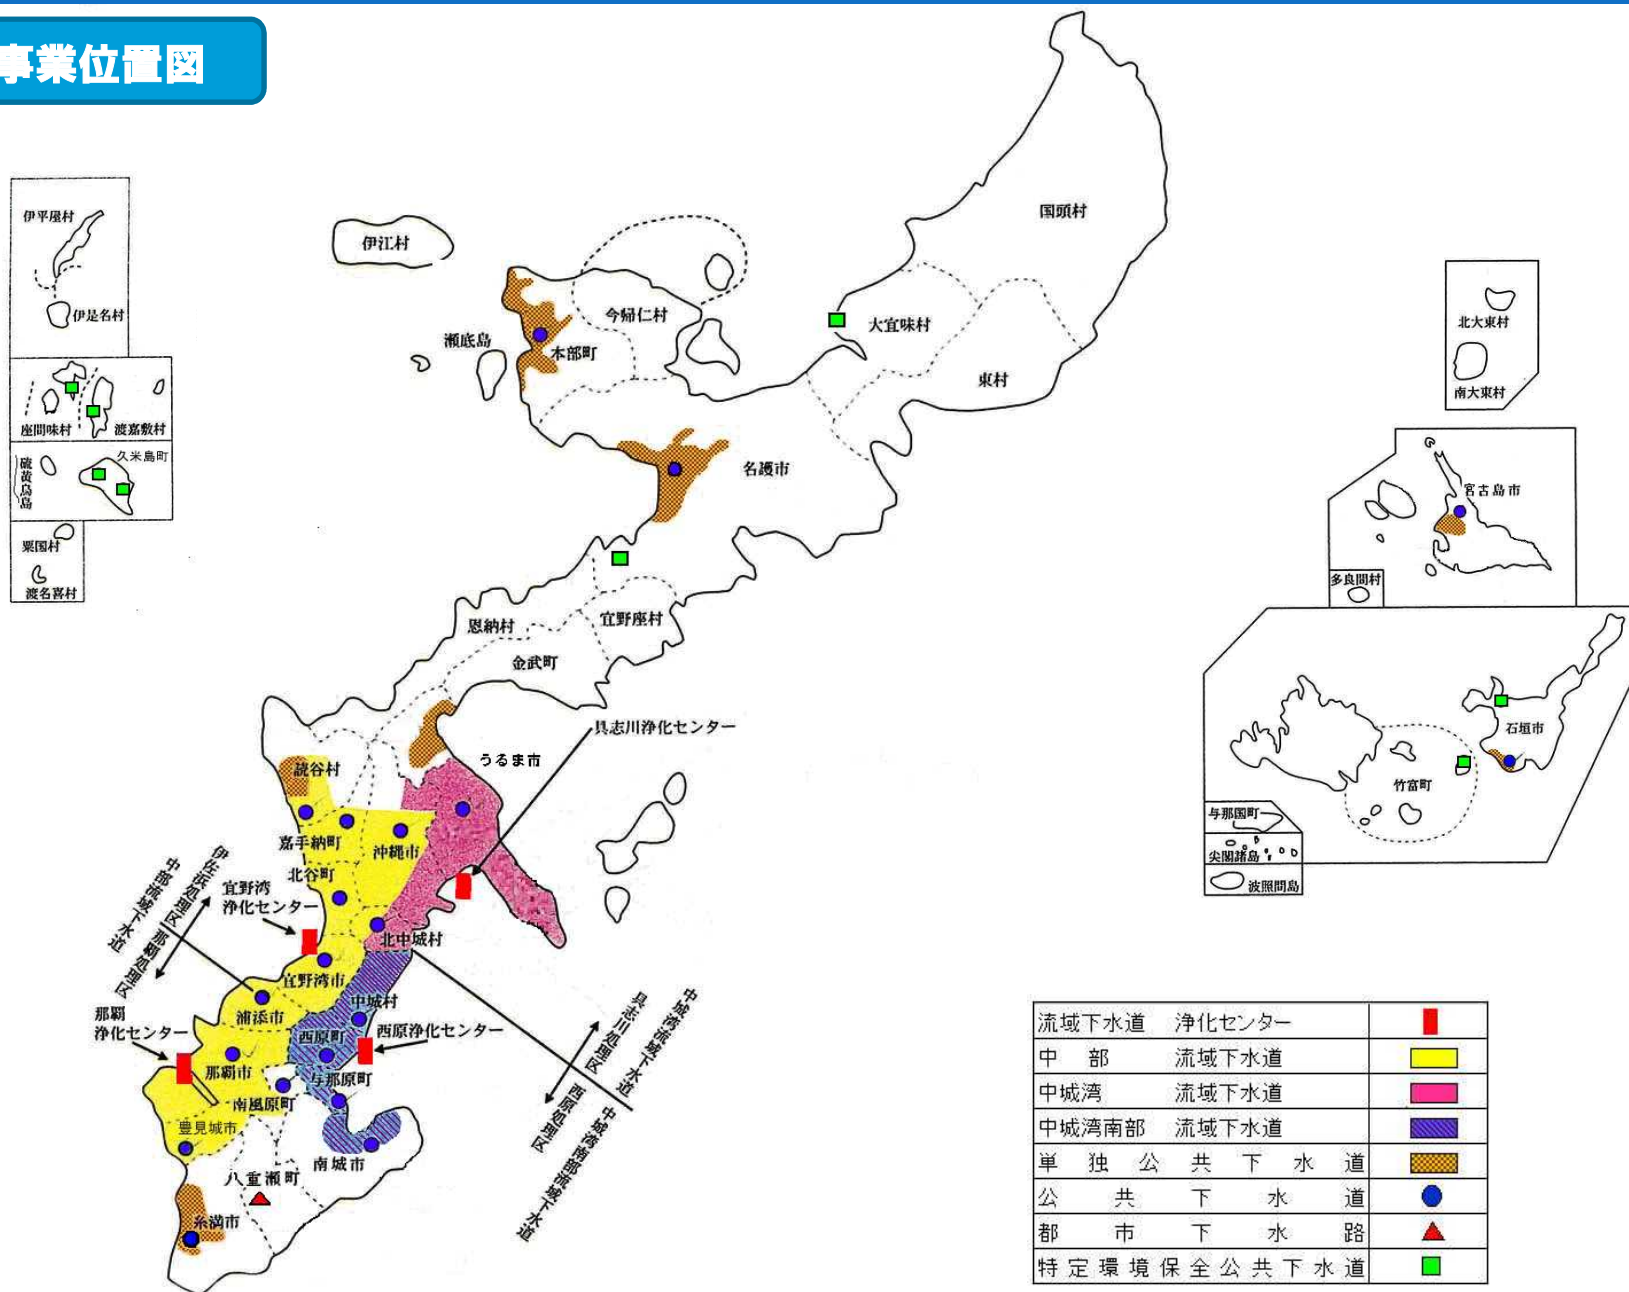 事業位置図
伊平屋村
伊是名村
座間味村
渡嘉敷村
硫黄鳥島
久米島町
粟国村
渡名喜村
伊江村
瀬底島
本部町
今帰仁村
国頭村
大宜味村
東村
名護市
恩納村
宜野座村
金武町
具志川浄化センター
うるま市
読谷村
嘉手納町
沖縄市
北谷町
宜野湾
浄化センター
伊佐浜処理区
中部流域下水道
那覇処理区
北中城村
宜野湾市
中城村
浦添市
那覇
浄化センター
西原町
西原浄化センター
那覇市
与那原町
南風原町
豊見城市
南城市
八重瀬町
糸満市
具志川処理区
中城湾流域下水道
西原処理区
中城湾南部流域下水道
北大東村
南大東村
宮古島市
多良間村
石垣市
竹富町
与那国町
尖閣諸島
波照間島
流域下水道 浄化センター
中部 流域下水道
中城湾 流域下水道
中城湾南部 流域下水道
単独公共下水道
公共下水道
都市下水路
特定環境保全公共下水道